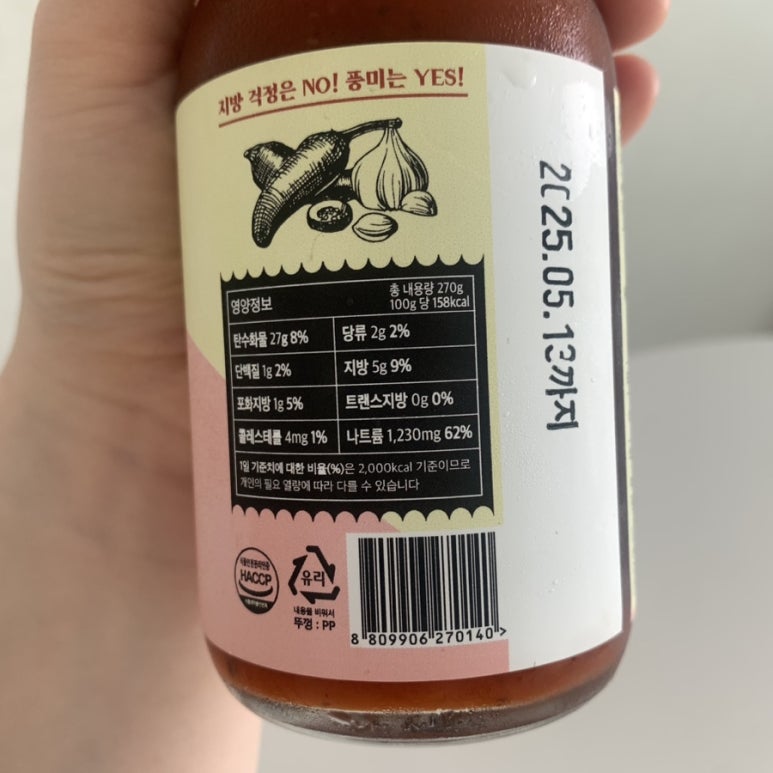 지방 걱정은 NO! 풍미는 YES!
영양정보
총 내용량 270g
100g 당 158kcal
탄수화물 27g 8%
당류 2g 2%
단백질 1g 2%
지방 5g 9%
포화지방 1g 5%
트랜스지방 0g 0%
콜레스테롤 4mg 1%
나트륨 1,230mg 62%
1일 기준치에 대한 비율(%)은 2,000kcal 기준이므로
개인의 필요 열량에 따라 다를 수 있습니다
HACCP
유리
내용물 비워서
뚜껑 : PP
8 809906 270140 >
2025.05.13까지